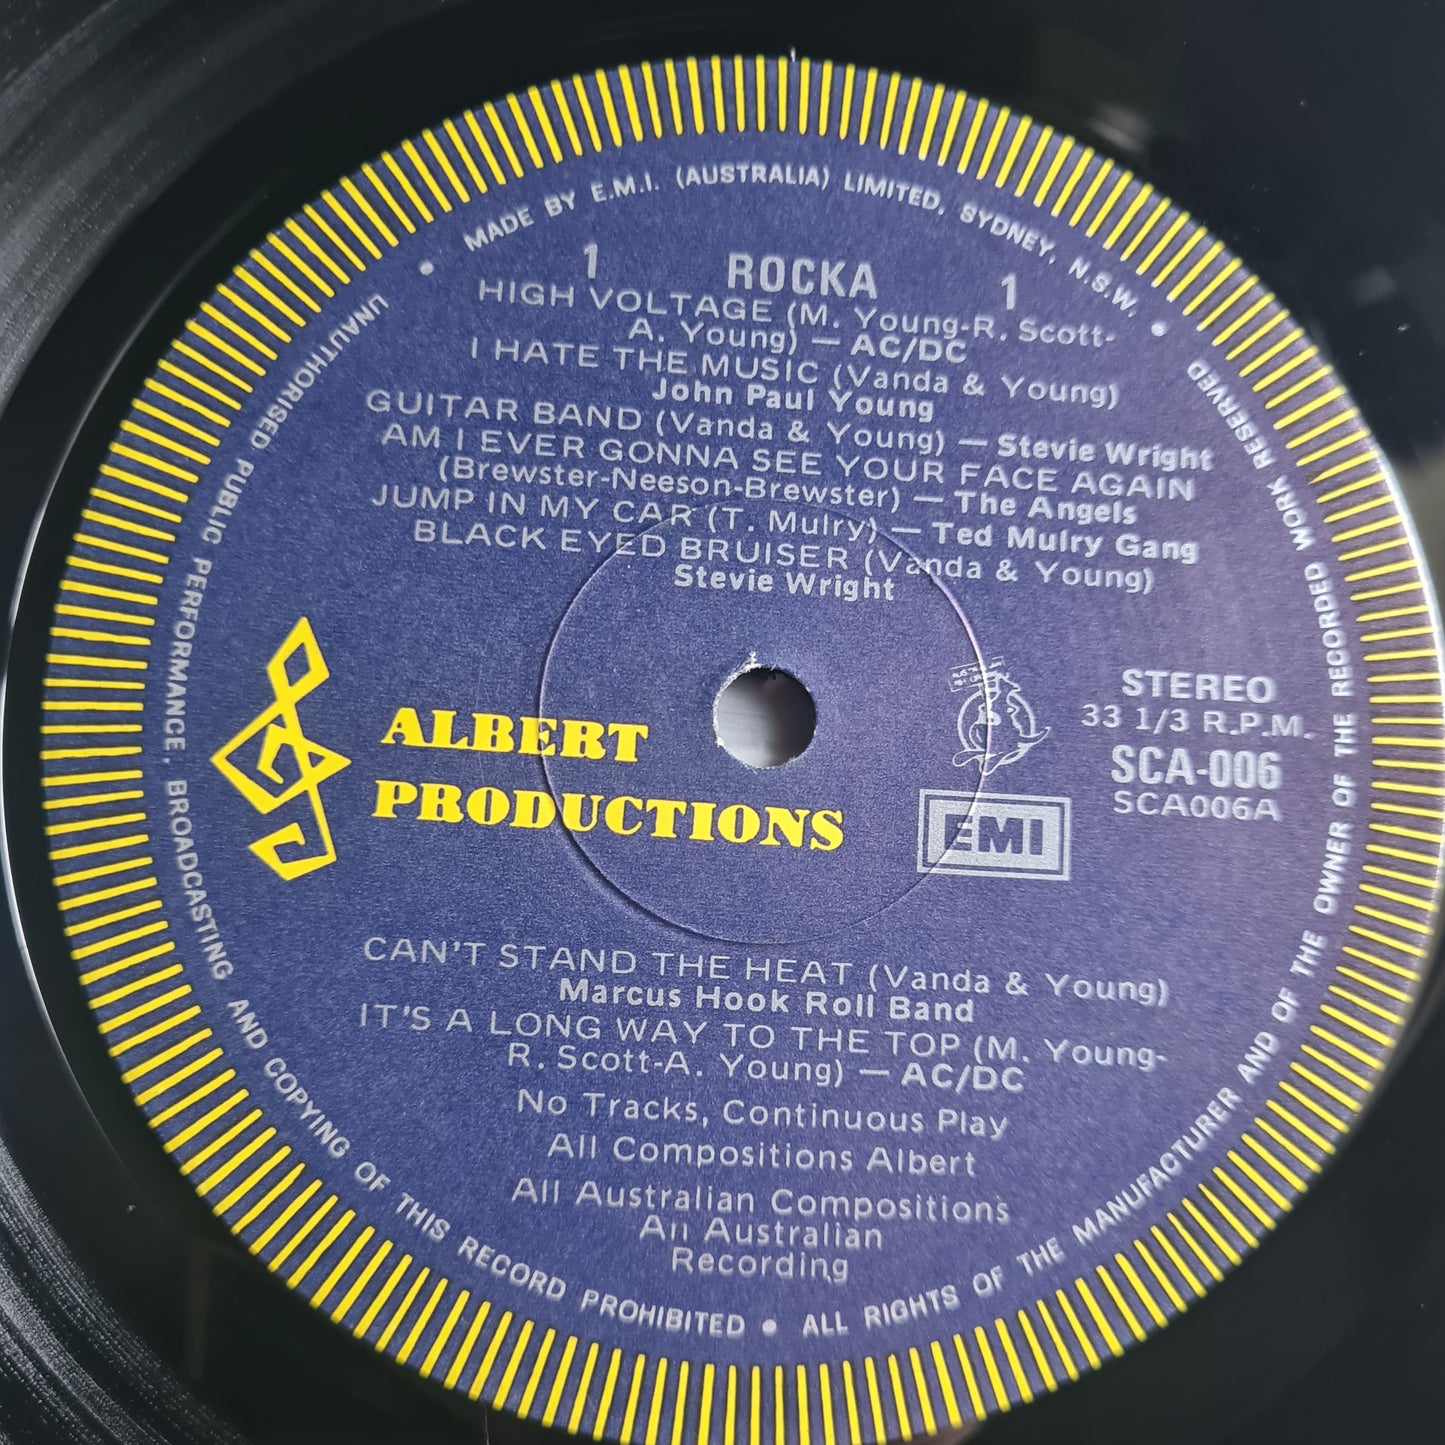 MADE BY E.M.I. (AUSTRALIA) LIMITED, SYDNEY, N.S.W.
1 ROCKA 1
HIGH VOLTAGE (M. Young-R. Scott-
A. Young) — AC/DC
I HATE THE MUSIC (Vanda & Young)
John Paul Young
GUITAR BAND (Vanda & Young) — Stevie Wright
AM I EVER GONNA SEE YOUR FACE AGAIN
(Brewster-Neeson-Brewster) — The Angels
JUMP IN MY CAR (T. Mulry) — Ted Mulry Gang
BLACK EYED BRUISER (Vanda & Young)
Stevie Wright
ALBERT
PRODUCTIONS
STEREO
33 1/3 R.P.M.
SCA-006
SCA006A
EMI
CAN'T STAND THE HEAT (Vanda & Young)
Marcus Hook Roll Band
IT'S A LONG WAY TO THE TOP (M. Young-
R. Scott-A. Young) — AC/DC
No Tracks, Continuous Play
All Compositions Albert
All Australian Compositions
An Australian
Recording
UNAUTHORISED PUBLIC PERFORMANCE, BROADCASTING AND COPYING OF THIS RECORD PROHIBITED • ALL RIGHTS OF THE MANUFACTURER AND OF THE OWNER OF THE RECORDED WORK RESERVED